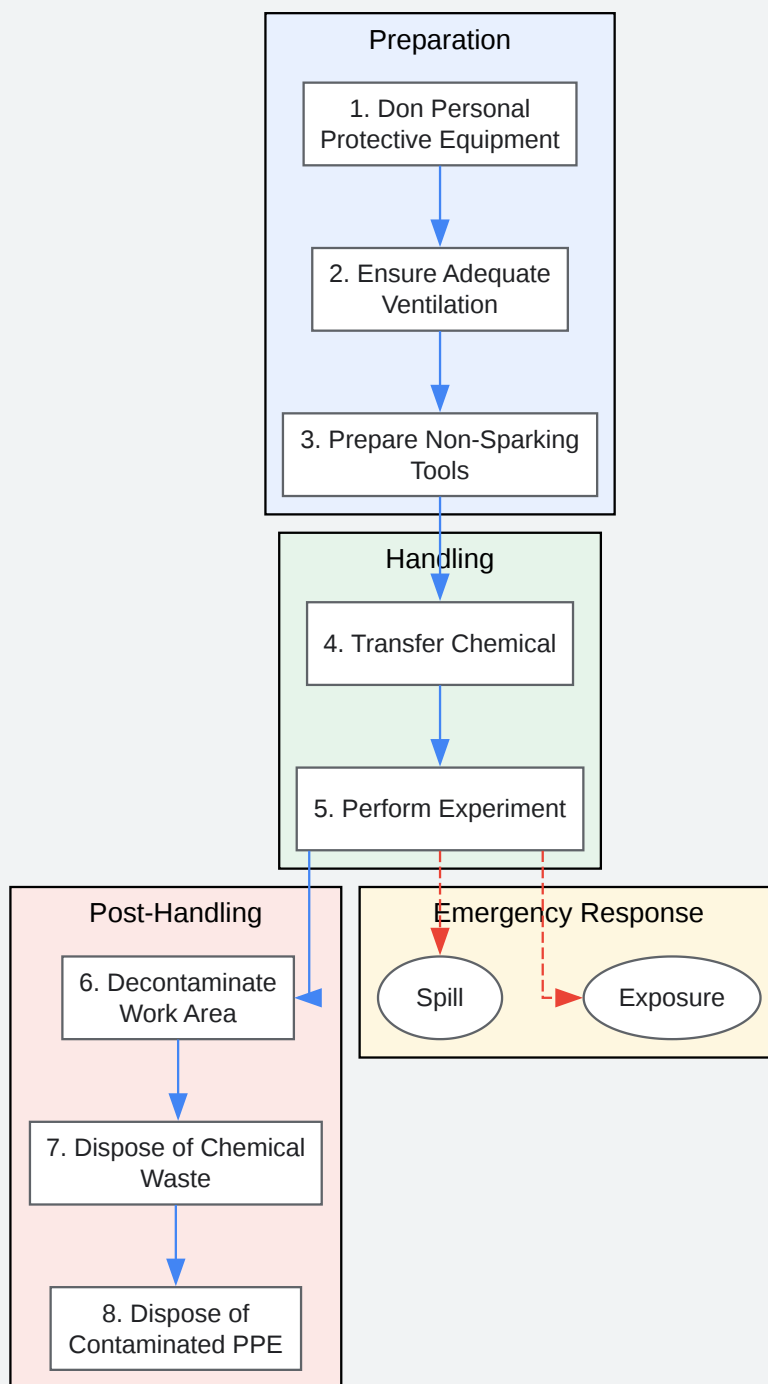 Preparation
1. Don Personal
Protective Equipment
2. Ensure Adequate
Ventilation
3. Prepare Non-Sparking
Tools
Handling
4. Transfer Chemical
5. Perform Experiment
Post-Handling
6. Decontaminate
Work Area
7. Dispose of Chemical
Waste
8. Dispose of
Contaminated PPE
Emergency Response
Spill
Exposure